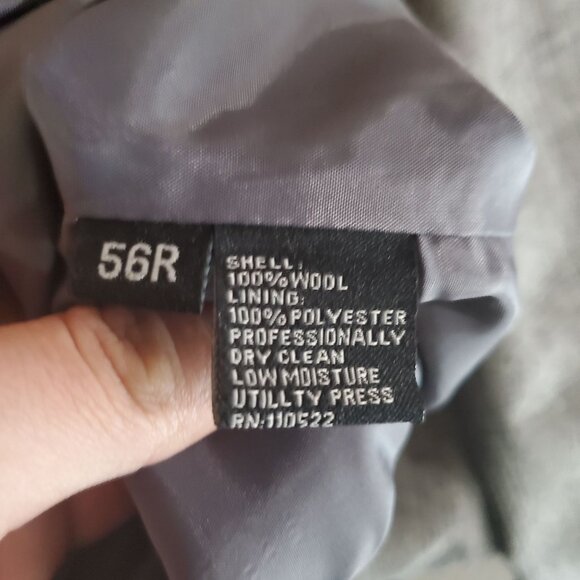 56R
SHELL:
100% WOOL
LINING:
100% POLYESTER
PROFESSIONALLY
DRY CLEAN
LOW MOISTURE
UTILLTY PRESS
RN:110522